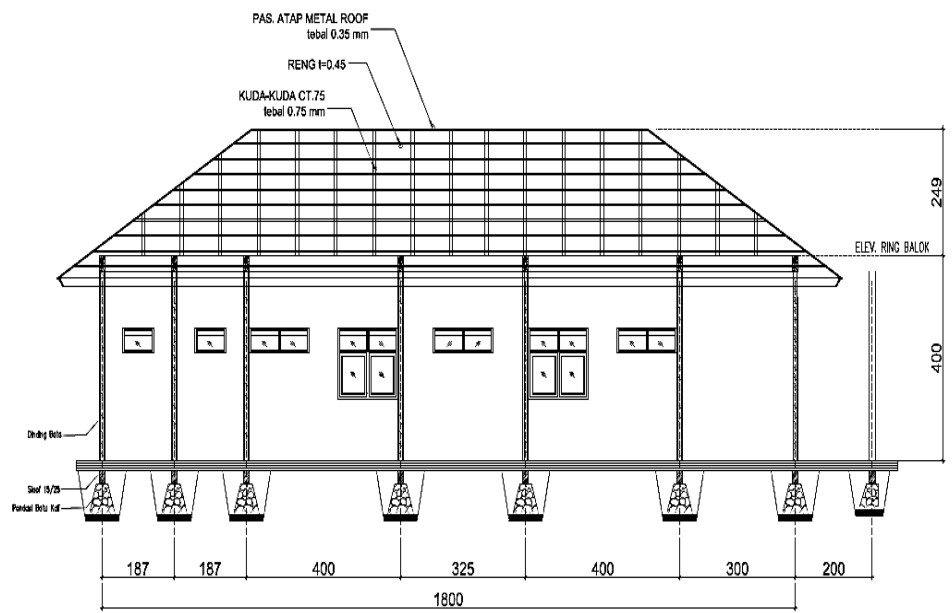 PAS. ATAP METAL ROOF
tebal 0.35 mm
RENG t=0.45
KUDA-KUDA CT.75
tebal 0.75 mm
249
ELEV. RING BALOK
400
Dinding Bata
Sloof 15/25
Pondasi Batu Kali
187 187 400 325 400 300 200
1800